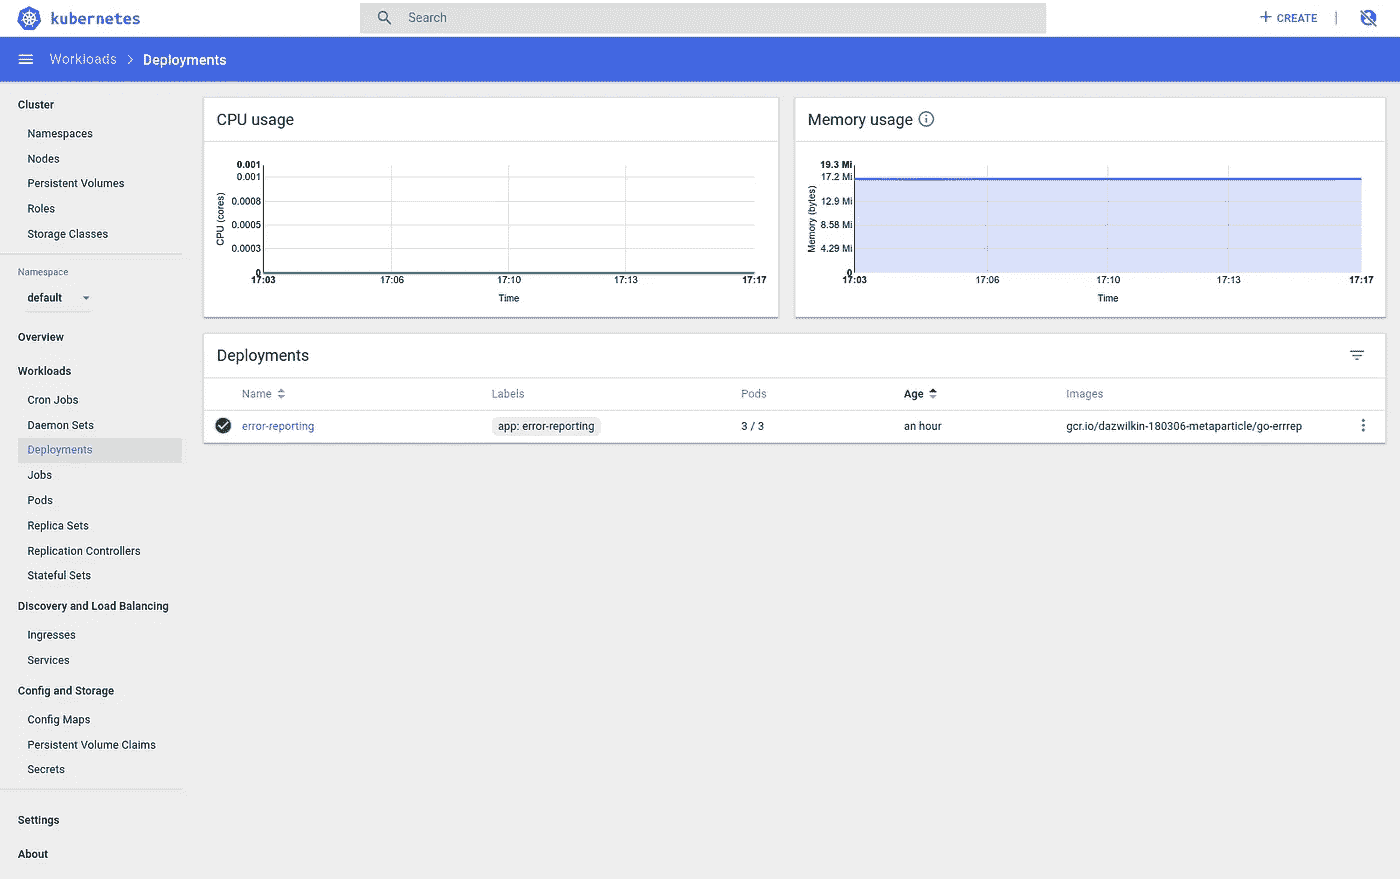 kubernetes
Search
CREATE
Workloads
Deployments
Cluster
Namespaces
Nodes
Persistent Volumes
Roles
Storage Classes
Namespace
default
Overview
Workloads
Cron Jobs
Daemon Sets
Deployments
Jobs
Pods
Replica Sets
Replication Controllers
Stateful Sets
Discovery and Load Balancing
Ingresses
Services
Config and Storage
Config Maps
Persistent Volume Claims
Secrets
Settings
About
CPU usage
CPU (cores)
0.001
0.001
0.0008
0.0005
0.0003
0
17:03 17:06 17:10 17:13 17:17
Time
Memory usage
Memory (bytes)
19.3 Mi
17.2 Mi
12.9 Mi
8.58 Mi
4.29 Mi
0
17:03 17:06 17:10 17:13 17:17
Time
Deployments
Name Labels Pods Age Images
error-reporting app: error-reporting 3 / 3 an hour gcr.io/dazwilkin-180306-metaparticle/go-errrep